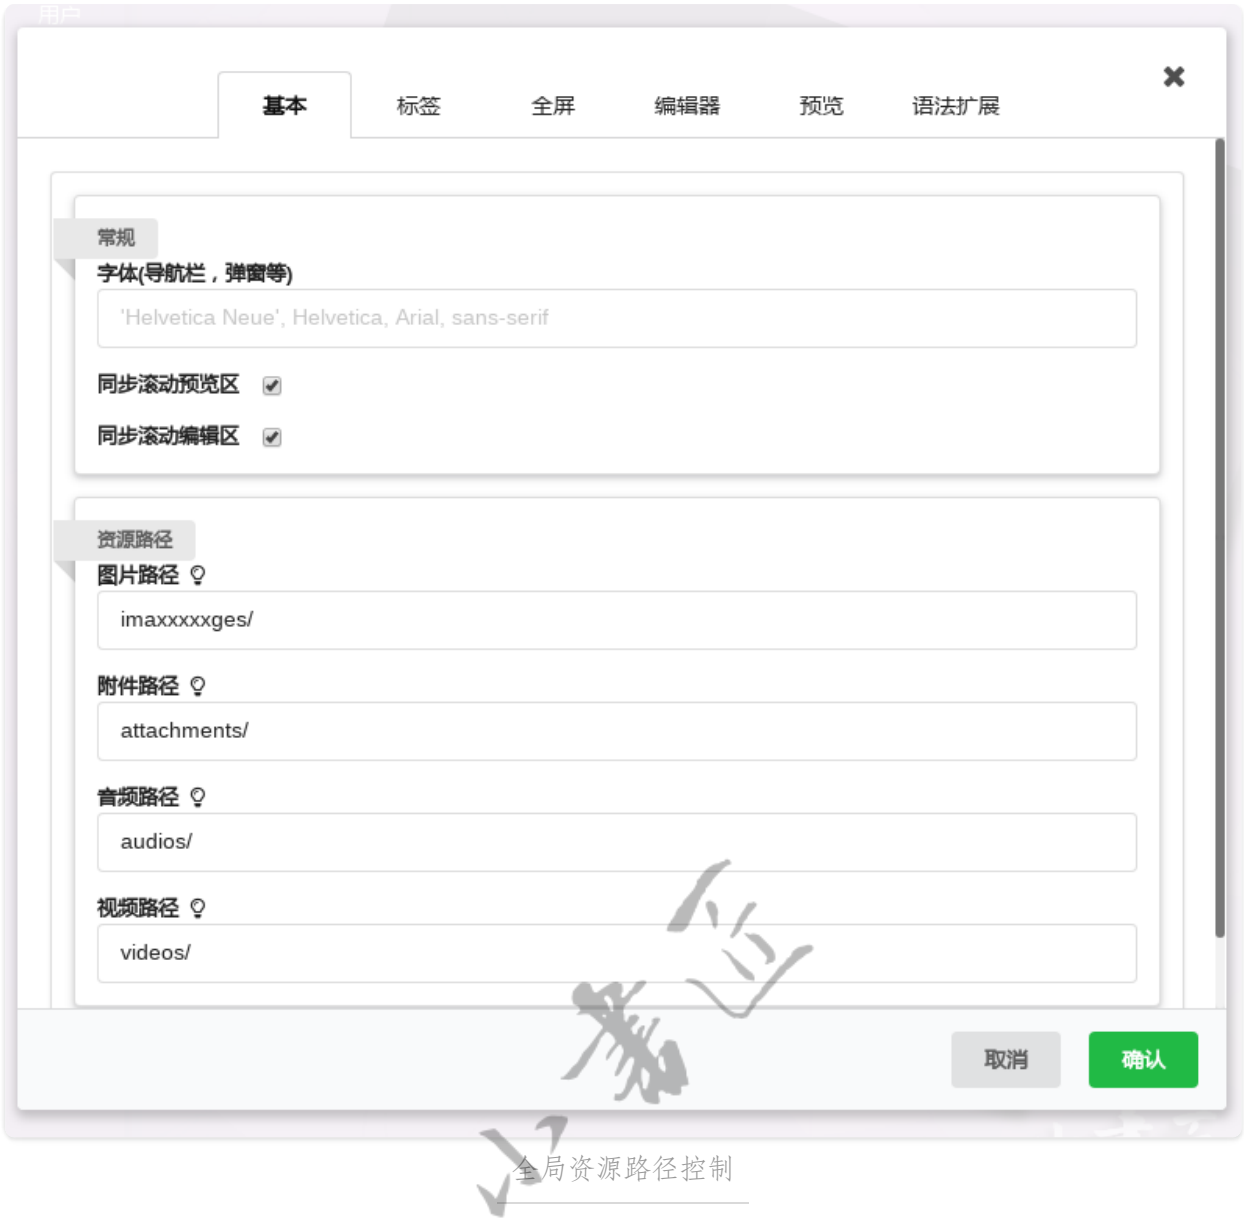 用户
基本 标签 全屏 编辑器 预览 语法扩展
常规
字体(导航栏，弹窗等)
'Helvetica Neue', Helvetica, Arial, sans-serif
同步滚动预览区
同步滚动编辑区
资源路径
图片路径
imaxxxxxges/
附件路径
attachments/
音频路径
audios/
视频路径
videos/
取消 确认
全局资源路径控制